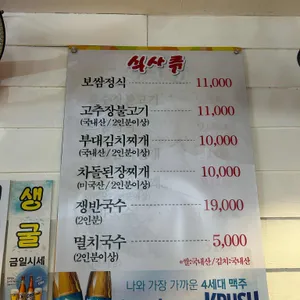 식사류
보쌈정식 11,000
고추장불고기 11,000
(국내산 / 2인분이상)
부대김치찌개 10,000
(국내산 / 2인분이상)
차돌된장찌개 10,000
(미국산 / 2인분이상)
쟁반국수 19,000
(2인분)
멸치국수 5,000
(2인분이상)
*쌀:국내산/김치:국내산
생
굴
금일시세
나와 가장 가까운 4세대 맥주
KRUSH